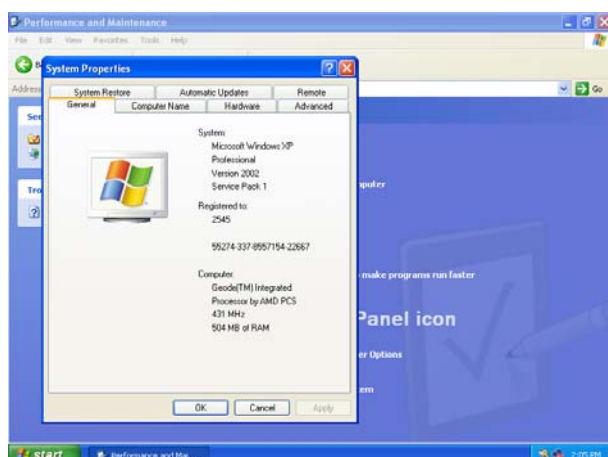 Performance and Maintenance
File Edit View Favorites Tools Help
Address
Go
System Properties
System Restore
Automatic Updates
Remote
General
Computer Name
Hardware
Advanced
System:
Microsoft Windows XP
Professional
Version 2002
Service Pack 1
Registered to:
2545
55274-337-8557154-22667
Computer:
Geode(TM) Integrated
Processor by AMD PCS
431 MHz
504 MB of RAM
OK
Cancel
Apply
See
Tro
mputer
make programs run faster
Panel icon
er Options
em
start
Performance and Mai...
2:05 PM